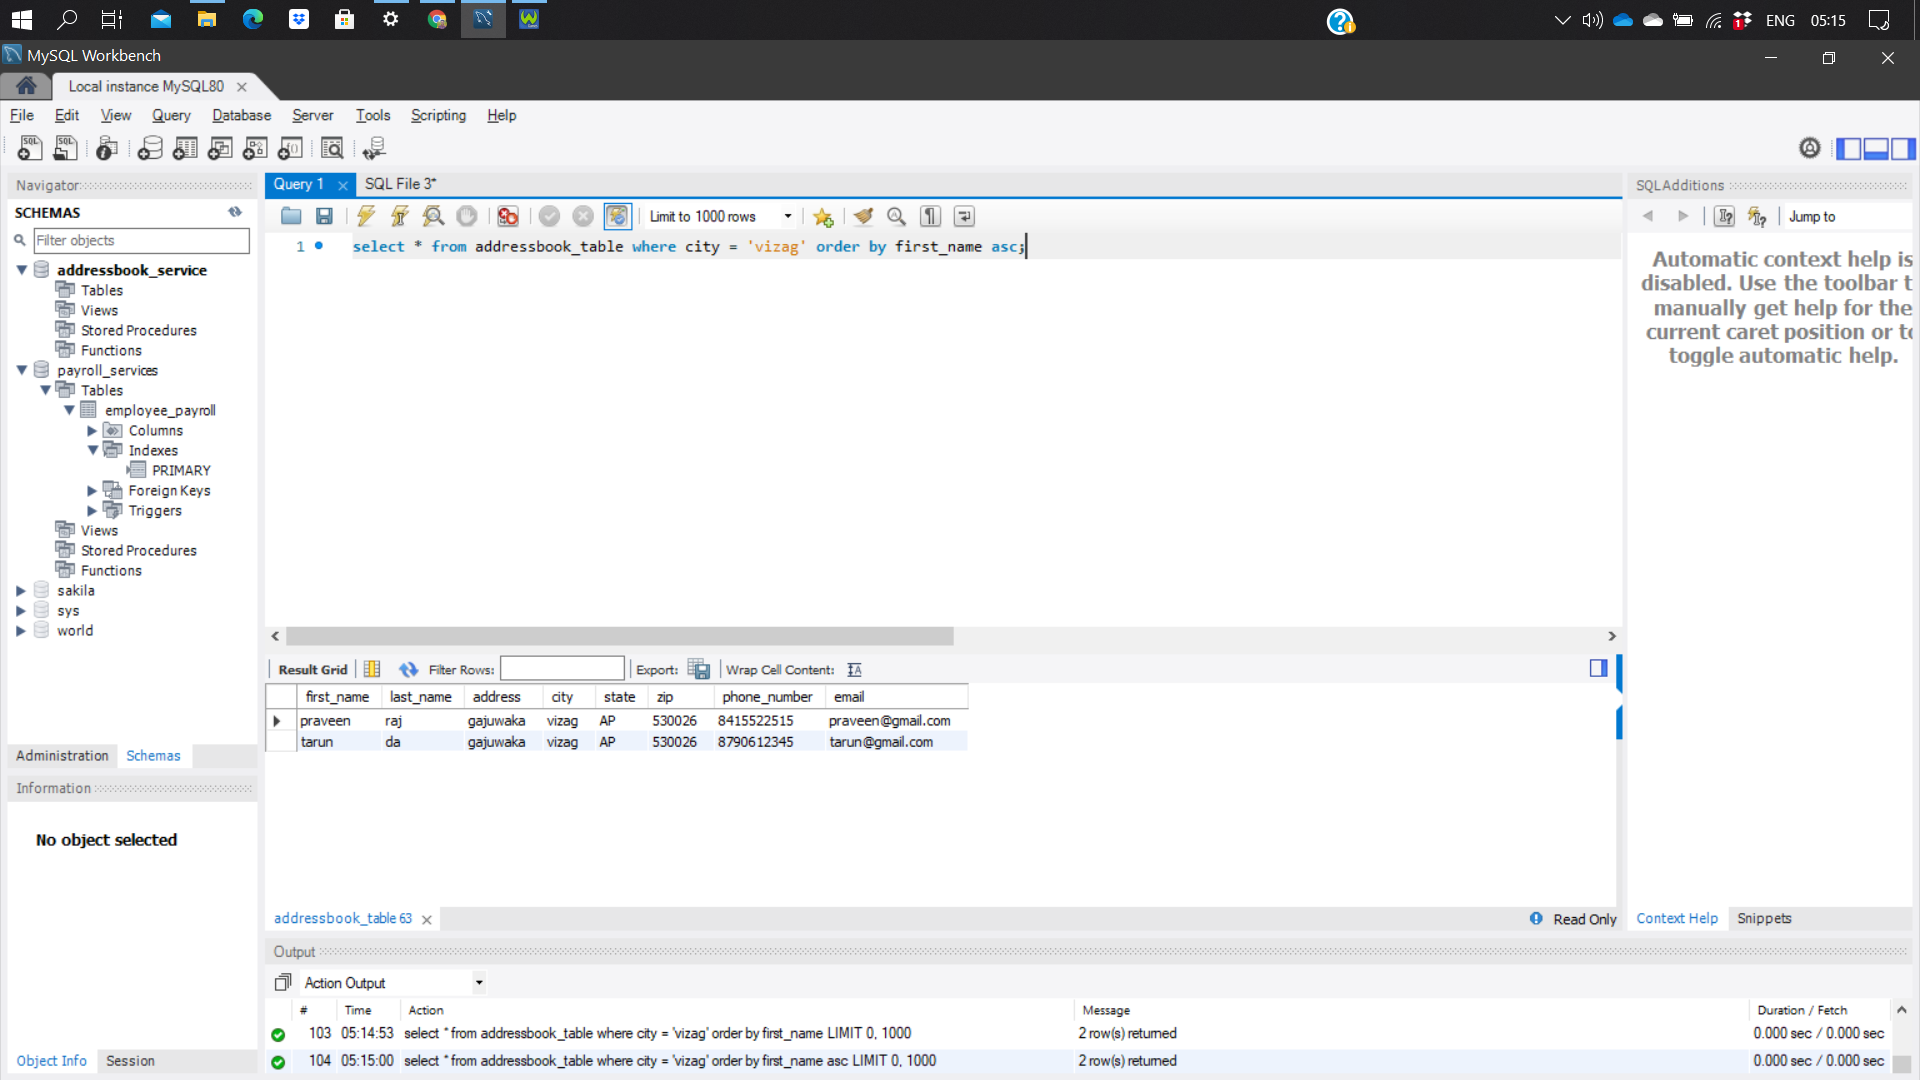 ENG 05:15
MySQL Workbench
Local instance MySQL80
File Edit View Query Database Server Tools Scripting Help
Navigator
SCHEMAS
Filter objects
addressbook_service
Tables
Views
Stored Procedures
Functions
payroll_services
Tables
employee_payroll
Columns
Indexes
PRIMARY
Foreign Keys
Triggers
Views
Stored Procedures
Functions
sakila
sys
world
Administration Schemas
Information
No object selected
Object Info Session
Query 1 SQL File 3*
Limit to 1000 rows
1 select * from addressbook_table where city = 'vizag' order by first_name asc;
Result Grid Filter Rows: Export: Wrap Cell Content:
first_name last_name address city state zip phone_number email
praveen raj gajuwaka vizag AP 530026 8415522515 praveen@gmail.com
tarun da gajuwaka vizag AP 530026 8790612345 tarun@gmail.com
addressbook_table 63 Read Only
Output
Action Output
# Time Action Message Duration / Fetch
103 05:14:53 select * from addressbook_table where city = 'vizag' order by first_name LIMIT 0, 1000 2 row(s) returned 0.000 sec / 0.000 sec
104 05:15:00 select * from addressbook_table where city = 'vizag' order by first_name asc LIMIT 0, 1000 2 row(s) returned 0.000 sec / 0.000 sec
SQLAdditions
Jump to
Automatic context help is
disabled. Use the toolbar t
manually get help for the
current caret position or to
toggle automatic help.
Context Help Snippets